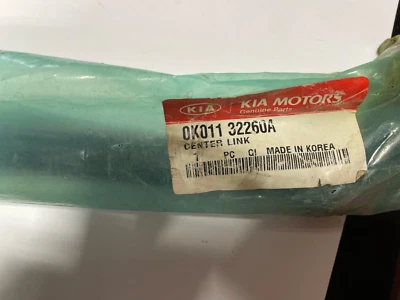 KIA KIA MOTORS
Genuine Parts
0K011 32260A
CENTER LINK
1 PC CI MADE IN KOREA